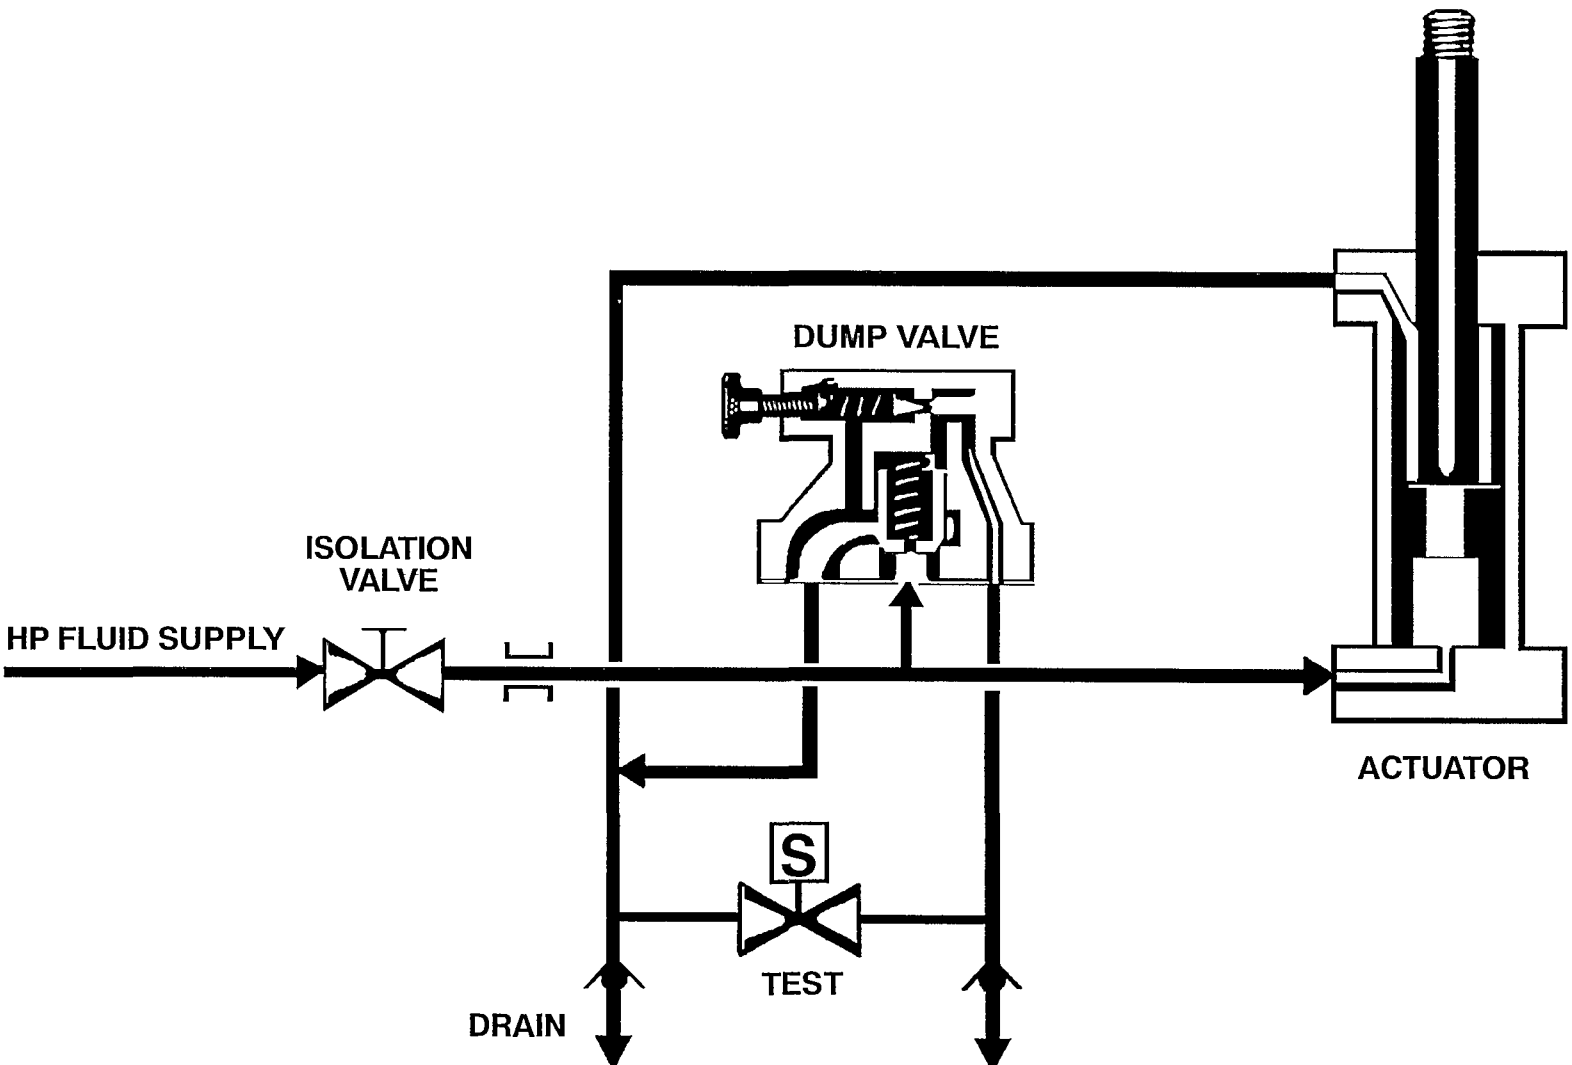 DUMP VALVE
ISOLATION
VALVE
HP FLUID SUPPLY
ACTUATOR
S
TEST
DRAIN